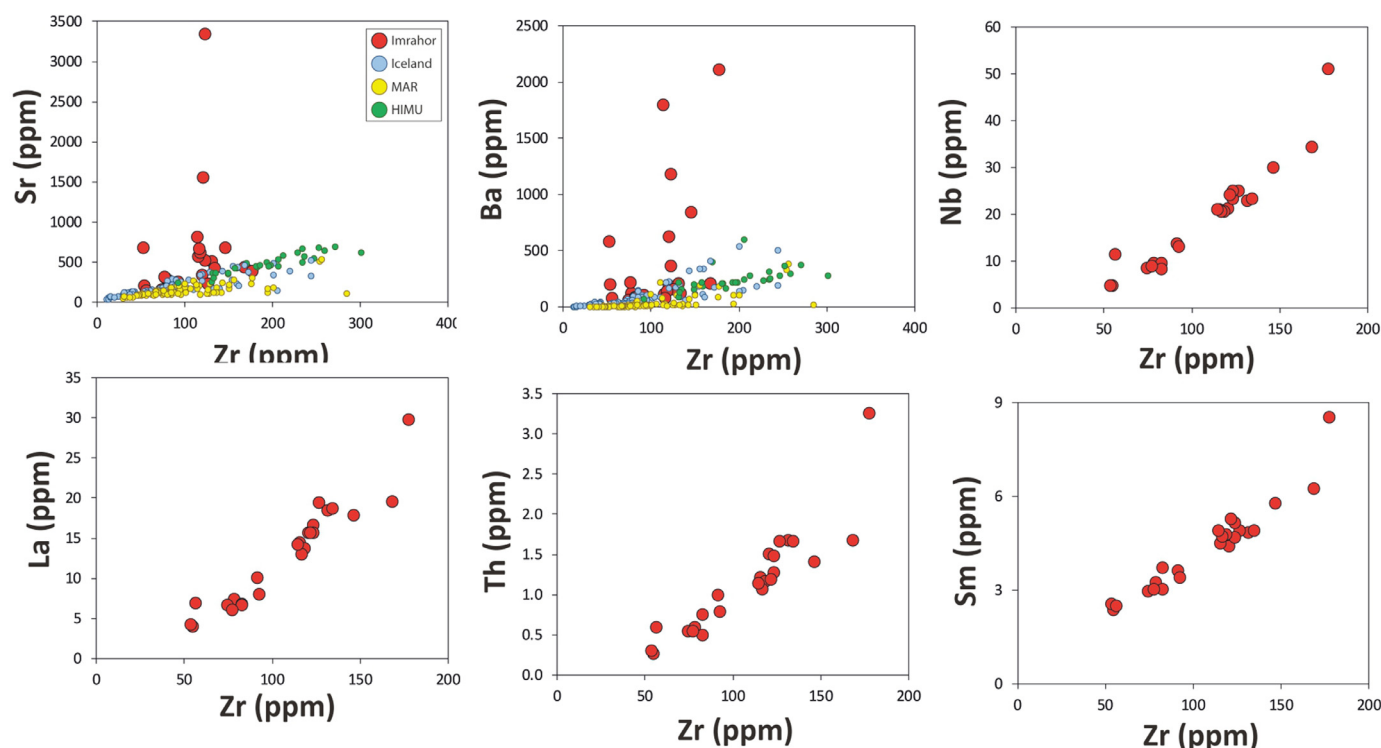 3500
3000
2500
2000
1500
1000
500
0
Sr (ppm)
0 100 200 300 40
Zr (ppm)
Imrahor
Iceland
MAR
HIMU
2500
2000
1500
1000
500
0
Ba (ppm)
0 100 200 300 400
Zr (ppm)
60
50
40
30
20
10
0
Nb (ppm)
0 50 100 150 200
Zr (ppm)
35
30
25
20
15
10
5
0
La (ppm)
0 50 100 150 200
Zr (ppm)
3.5
3.0
2.5
2.0
1.5
1.0
0.5
0.0
Th (ppm)
0 50 100 150 200
Zr (ppm)
9
6
3
0
Sm (ppm)
0 50 100 150 200
Zr (ppm)